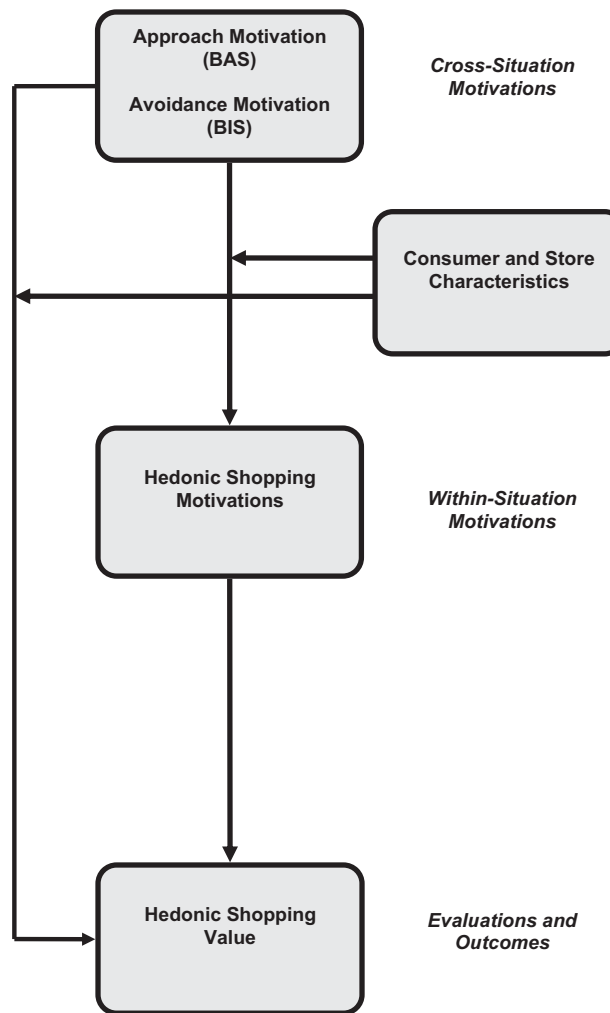 Approach Motivation
(BAS)
Avoidance Motivation
(BIS)
Cross-Situation
Motivations
Consumer and Store
Characteristics
Hedonic Shopping
Motivations
Within-Situation
Motivations
Hedonic Shopping
Value
Evaluations and
Outcomes